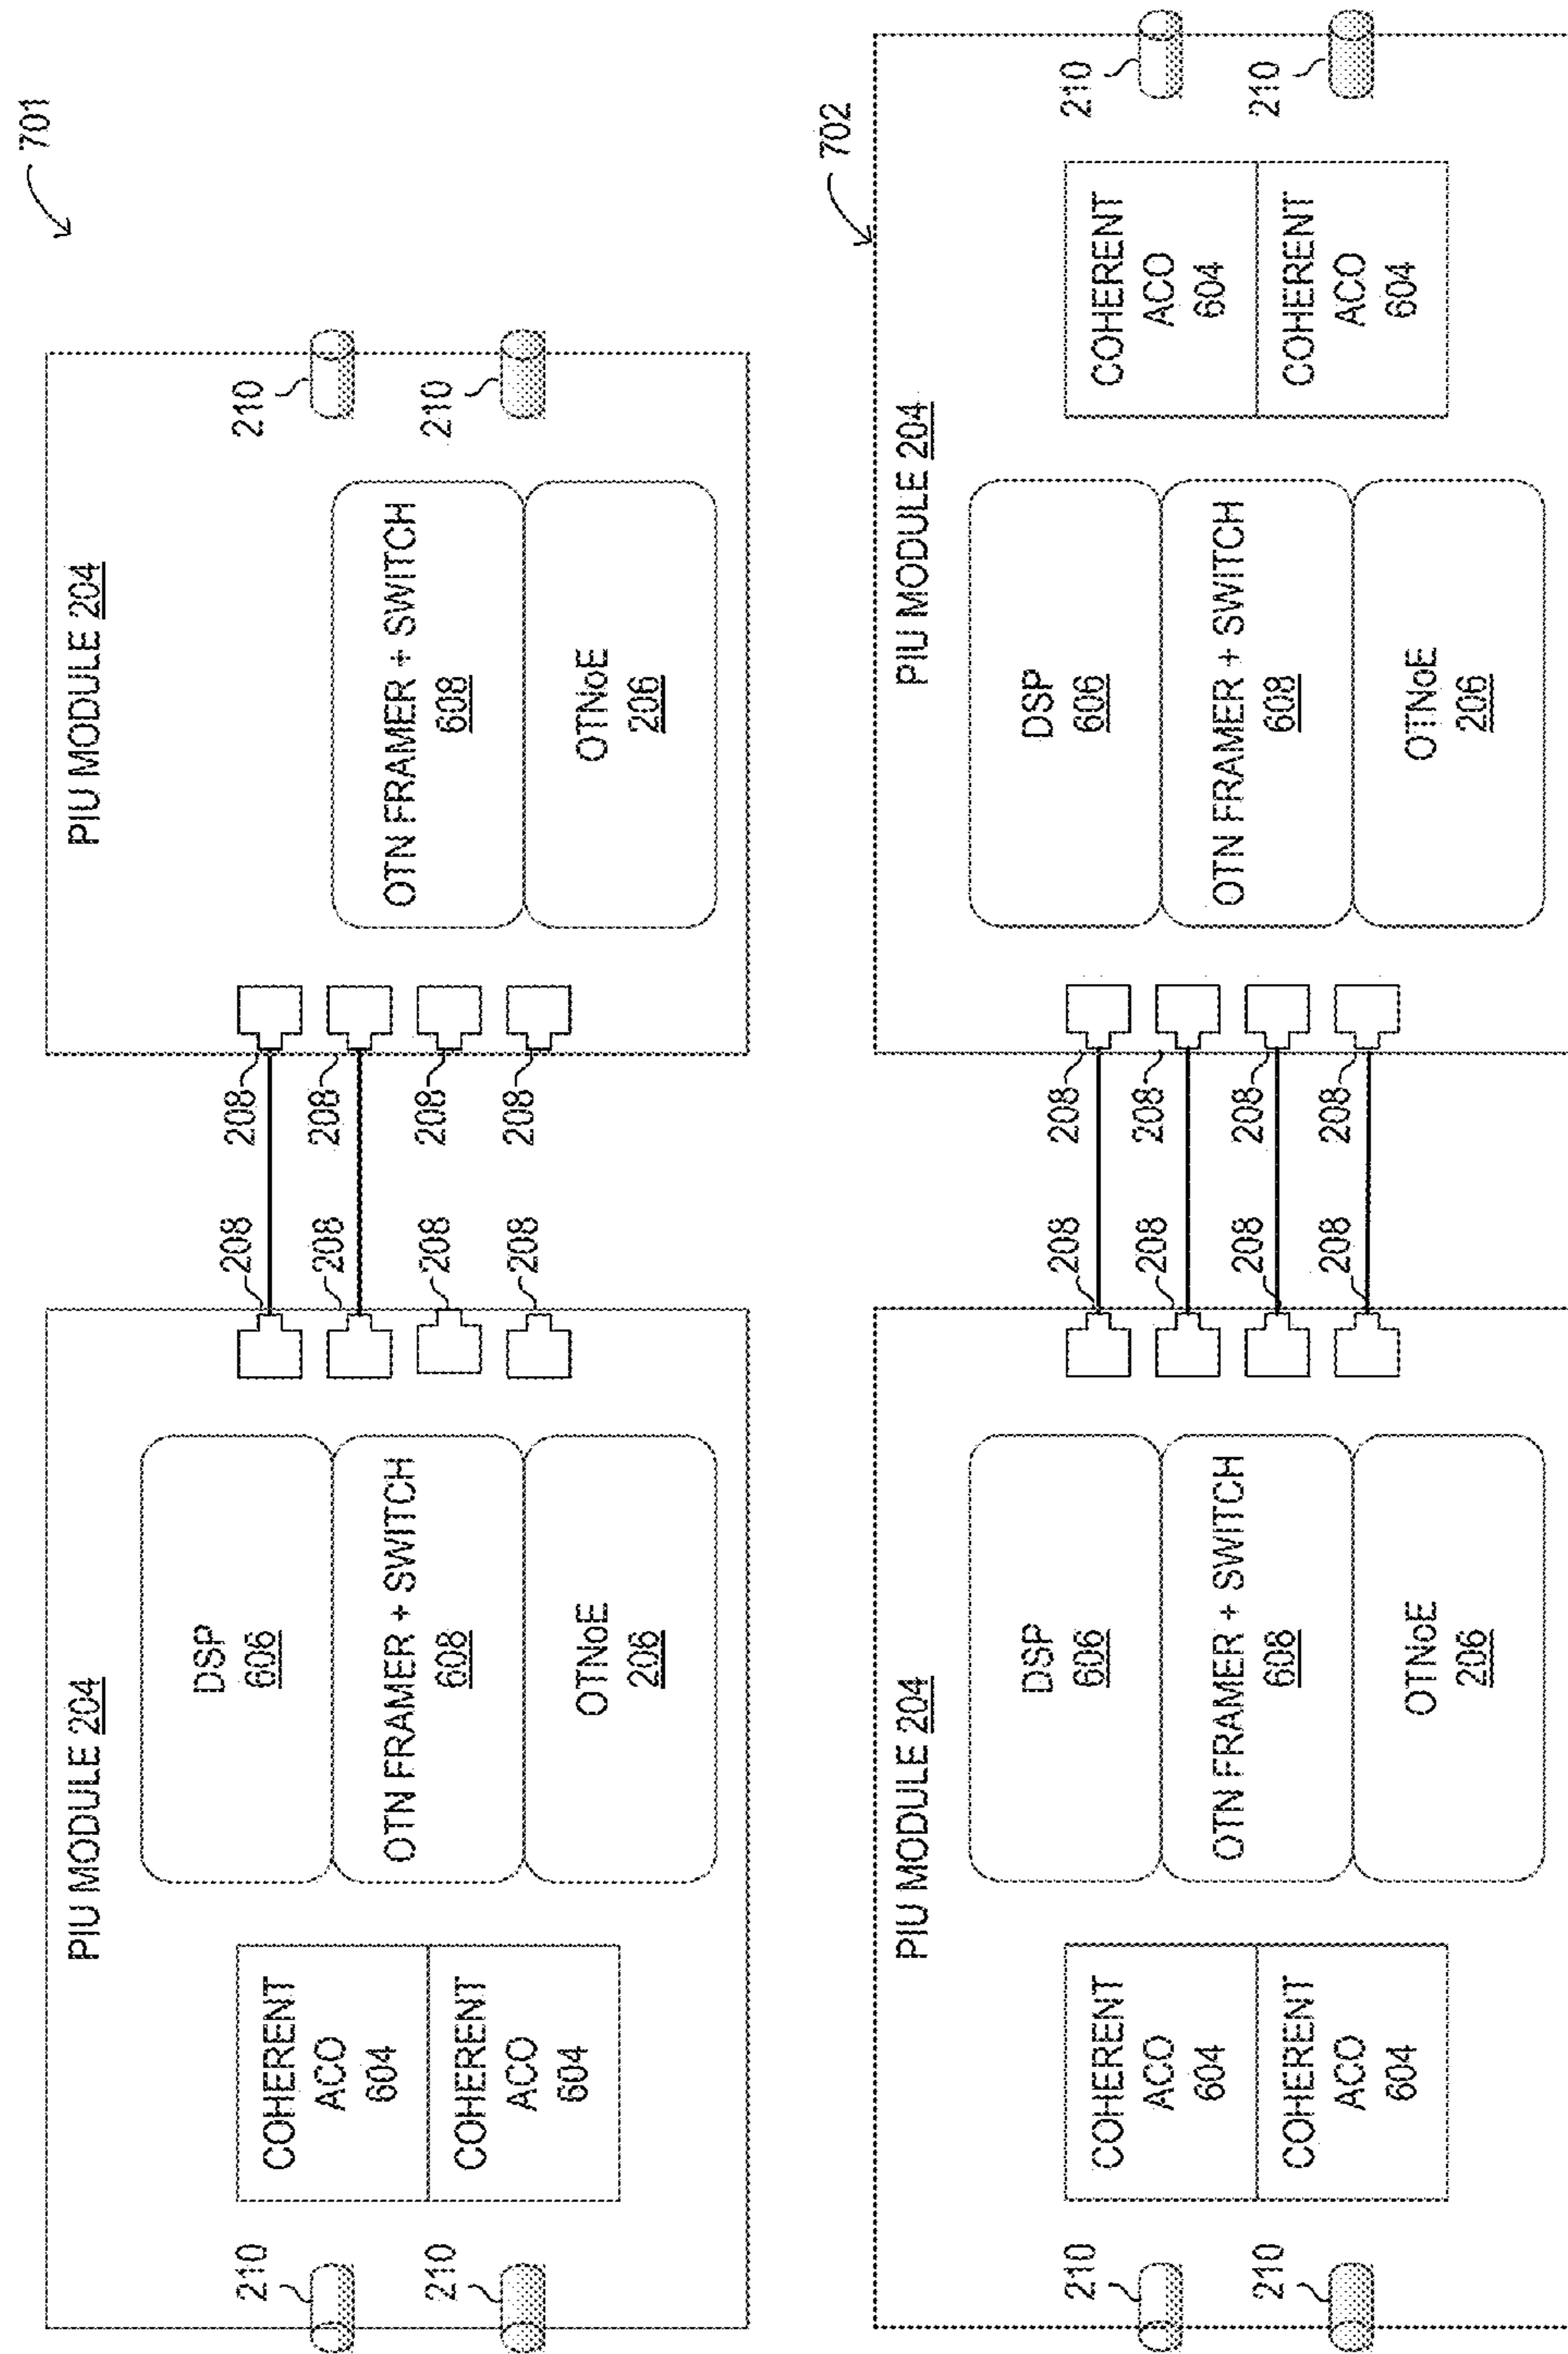 701
PIU MODULE 204
PIU MODULE 204
210
210
COHERENT
ACO
604
COHERENT
ACO
604
DSP
606
OTN FRAMER + SWITCH
608
OTNoE
206
208
208
208
208
208
208
208
208
OTN FRAMER + SWITCH
608
OTNoE
206
210
210
702
PIU MODULE 204
PIU MODULE 204
210
210
COHERENT
ACO
604
COHERENT
ACO
604
DSP
606
OTN FRAMER + SWITCH
608
OTNoE
206
208
208
208
208
208
208
208
208
DSP
606
OTN FRAMER + SWITCH
608
OTNoE
206
COHERENT
ACO
604
COHERENT
ACO
604
210
210